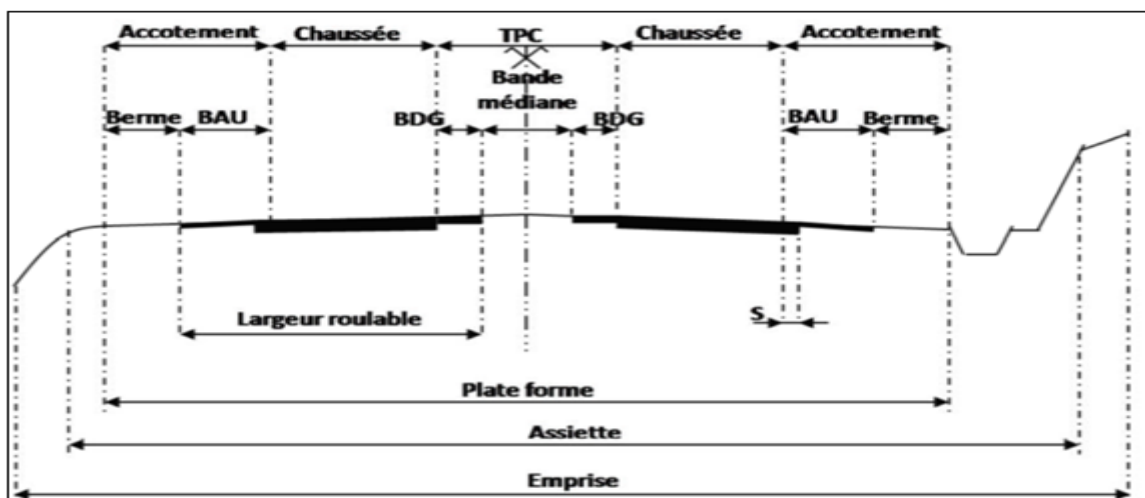 Accotement Chaussée TPC Chaussée Accotement
Bande
médiane
Berme BAU BDG BDG BAU Berme
Largeur roulable S
Plate forme
Assiette
Emprise